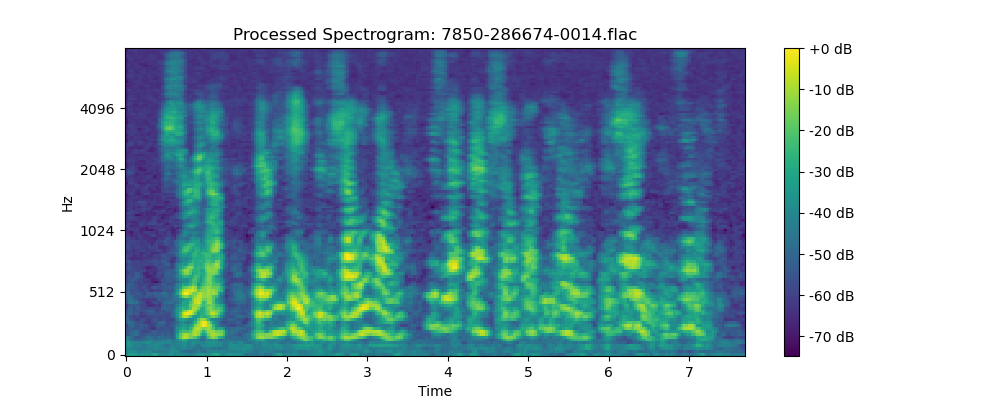 Processed Spectrogram: 7850-286674-0014.flac
Hz
4096
2048
1024
512
0
0 1 2 3 4 5 6 7
Time
+0 dB
-10 dB
-20 dB
-30 dB
-40 dB
-50 dB
-60 dB
-70 dB